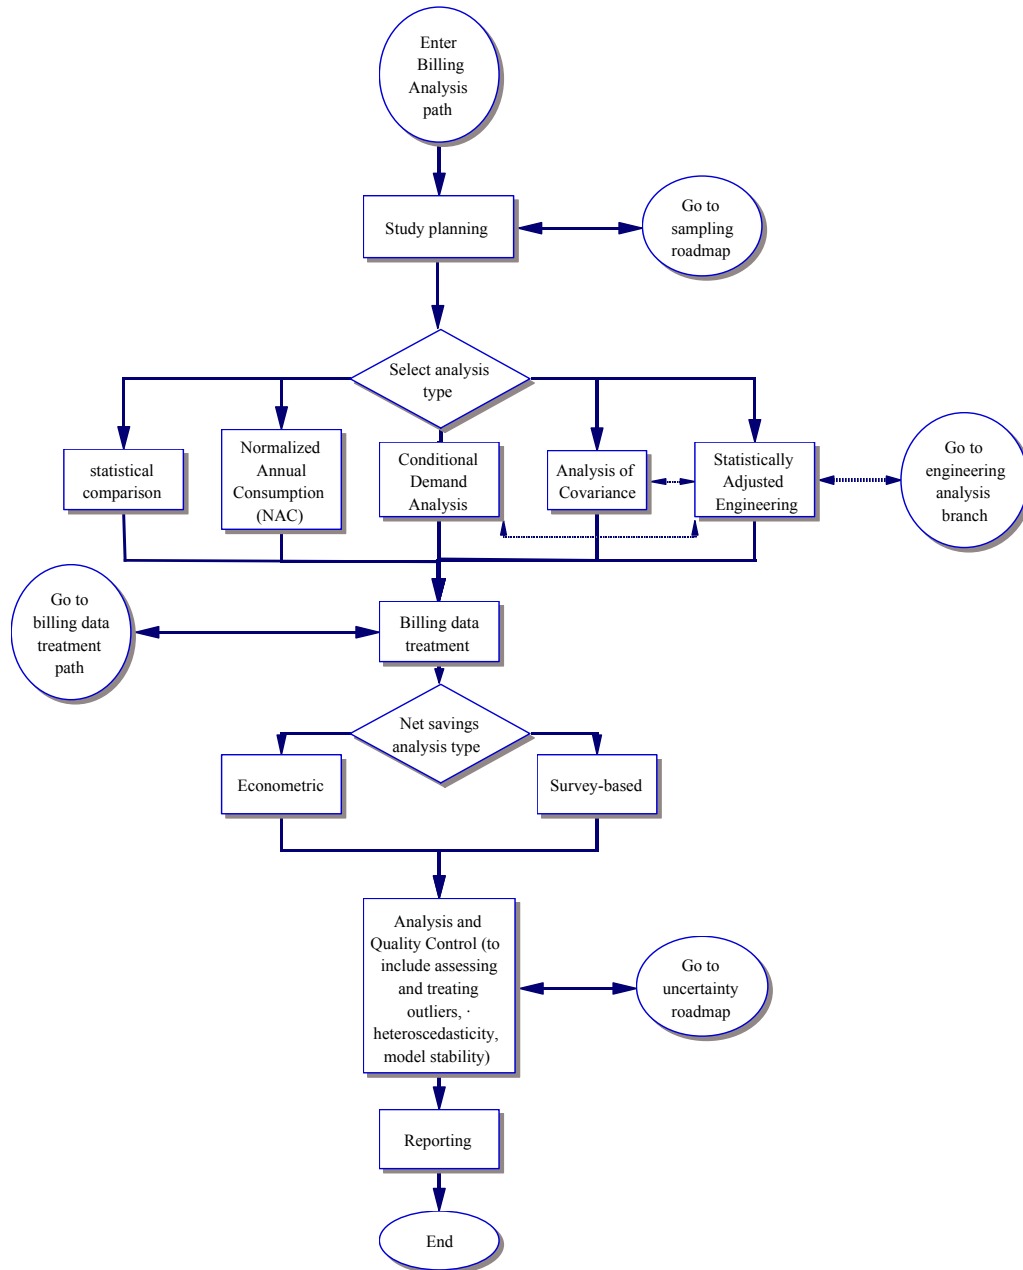 Enter
Billing
Analysis
path
Study planning
Go to
sampling
roadmap
Select analysis
type
statistical
comparison
Normalized
Annual
Consumption
(NAC)
Conditional
Demand
Analysis
Analysis of
Covariance
Statistically
Adjusted
Engineering
Go to
engineering
analysis
branch
Go to
billing data
treatment
path
Billing data
treatment
Net savings
analysis type
Econometric
Survey-based
Analysis and
Quality Control (to
include assessing
and treating
outliers, ·
heteroscedasticity,
model stability)
Go to
uncertainty
roadmap
Reporting
End